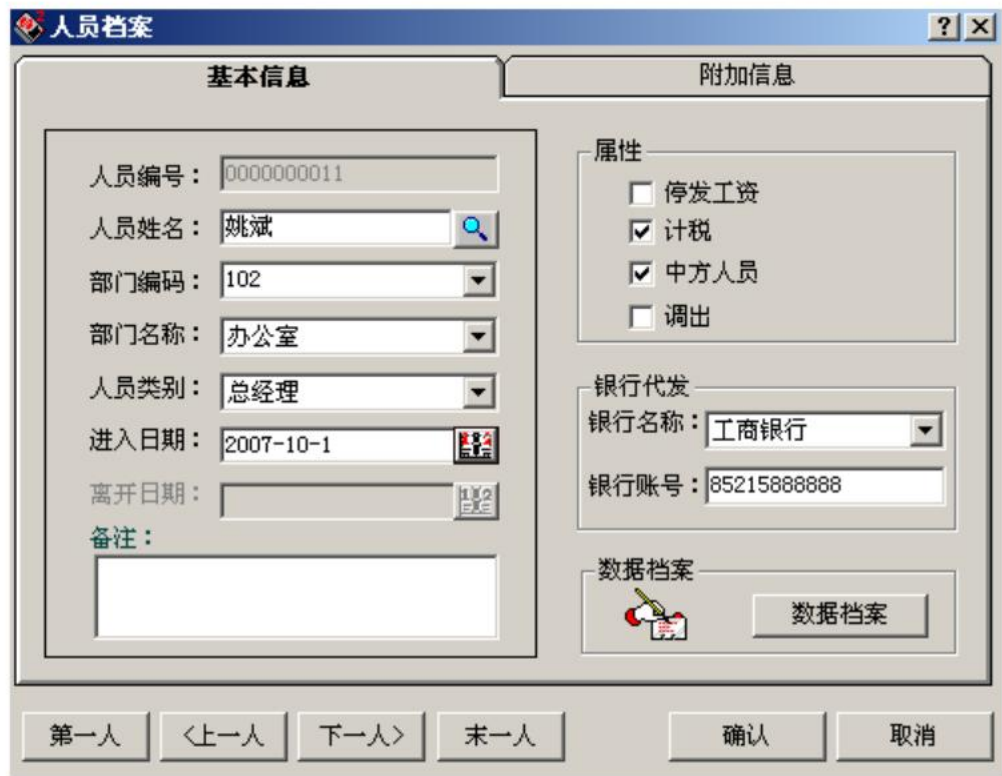 人员档案
基本信息
附加信息
人员编号：
0000000011
人员姓名：
姚斌
部门编码：
102
部门名称：
办公室
人员类别：
总经理
进入日期：
2007-10-1
离开日期：
备注：
属性
停发工资
计税
中方人员
调出
银行代发
银行名称：
工商银行
银行账号：
85215888888
数据档案
数据档案
第一人
<上一人
下一人>
末一人
确认
取消